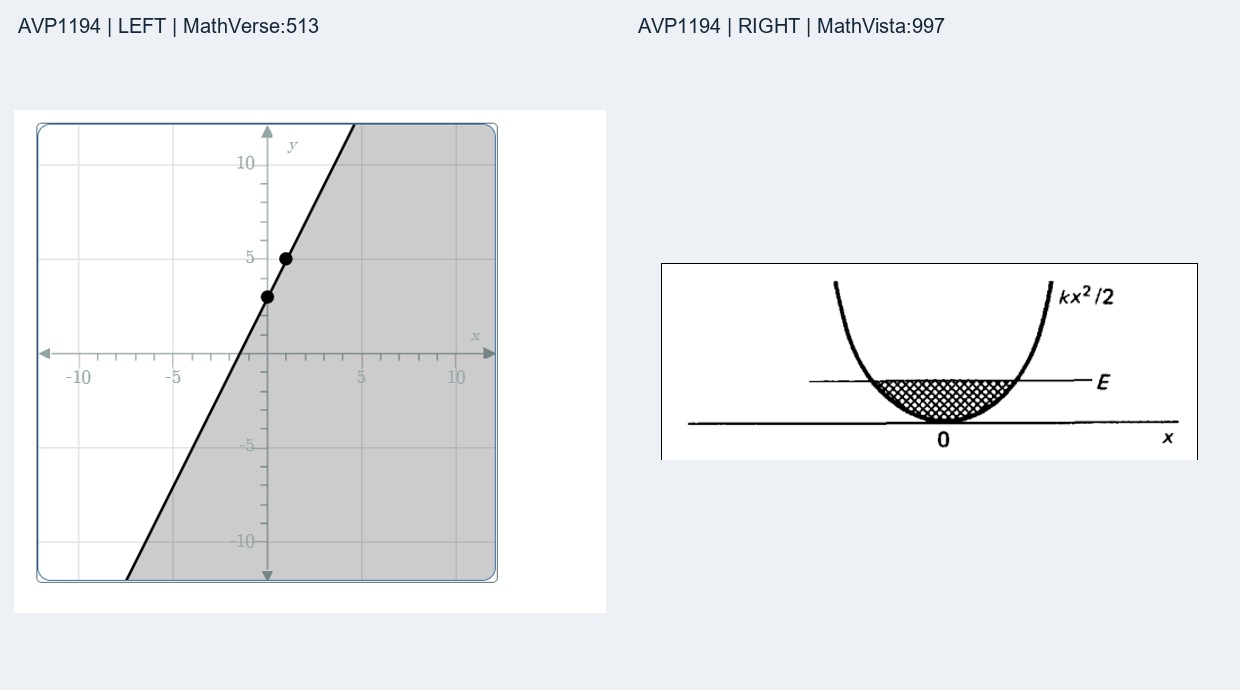 AVP1194 | LEFT | MathVerse:513
AVP1194 | RIGHT | MathVista:997
y
10
5
x
-10
-5
5
10
-5
-10
kx²/2
E
0
x